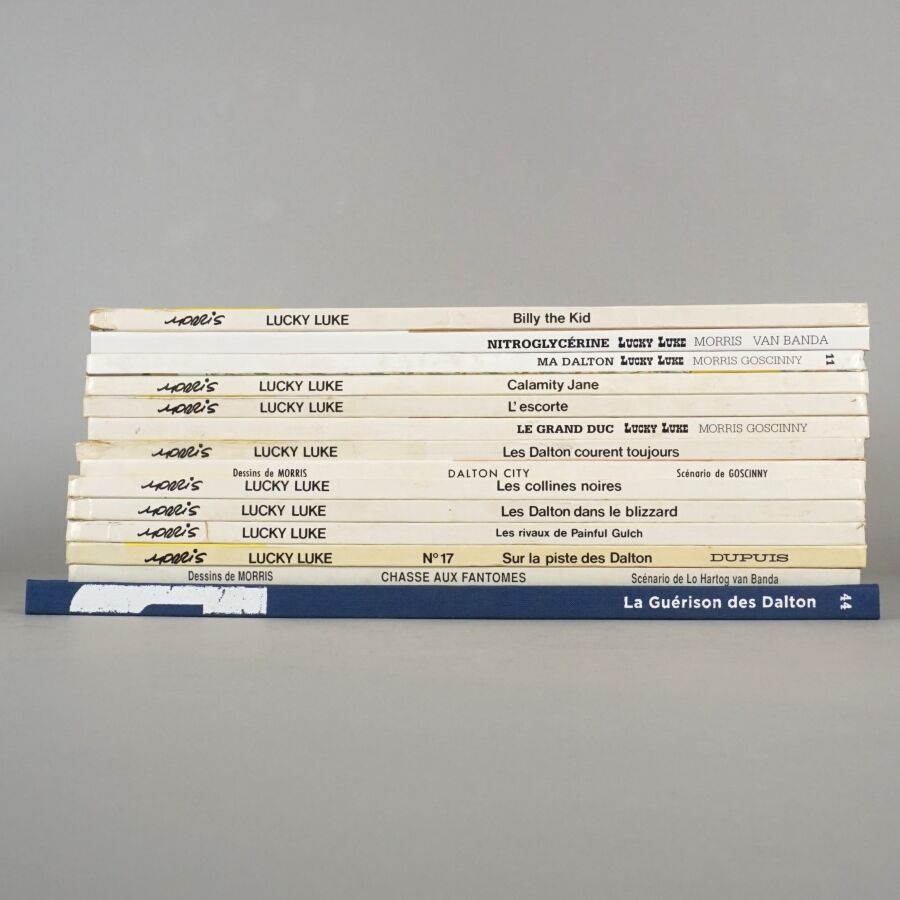 MORRIS LUCKY LUKE Billy the Kid
NITROGLYCÉRINE LUCKY LUKE MORRIS VAN BANDA
MA DALTON LUCKY LUKE MORRIS GOSCINNY 11
MORRIS LUCKY LUKE Calamity Jane
MORRIS LUCKY LUKE L'escorte
LE GRAND DUC LUCKY LUKE MORRIS GOSCINNY
MORRIS LUCKY LUKE Les Dalton courent toujours
Dessins de MORRIS DALTON CITY Scénario de GOSCINNY
MORRIS LUCKY LUKE Les collines noires
MORRIS LUCKY LUKE Les Dalton dans le blizzard
MORRIS LUCKY LUKE Les rivaux de Painful Gulch
MORRIS LUCKY LUKE N° 17 Sur la piste des Dalton DUPUIS
Dessins de MORRIS CHASSE AUX FANTOMES Scénario de Lo Hartog van Banda
La Guérison des Dalton 44